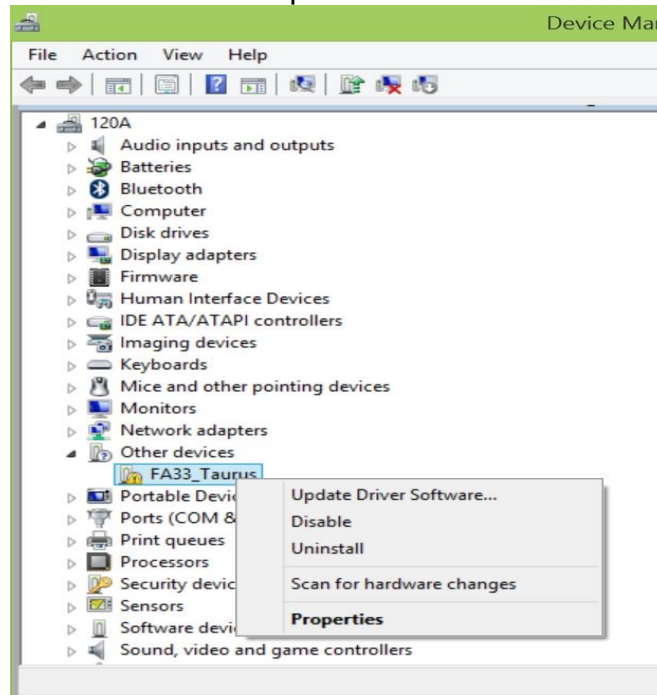 Device Mar
File Action View Help
120A
Audio inputs and outputs
Batteries
Bluetooth
Computer
Disk drives
Display adapters
Firmware
Human Interface Devices
IDE ATA/ATAPI controllers
Imaging devices
Keyboards
Mice and other pointing devices
Monitors
Network adapters
Other devices
FA33_Taurus
Portable Devic
Update Driver Software...
Ports (COM &
Disable
Print queues
Uninstall
Processors
Security devic
Scan for hardware changes
Sensors
Software devic
Properties
Sound, video and game controllers